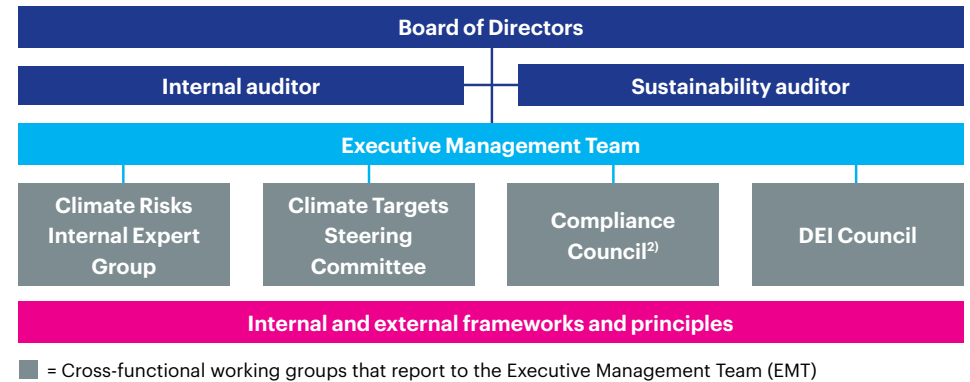 Board of Directors
Internal auditor
Sustainability auditor
Executive Management Team
Climate Risks
Internal Expert
Group
Climate Targets
Steering
Committee
Compliance
Council²⁾
DEI Council
Internal and external frameworks and principles
= Cross-functional working groups that report to the Executive Management Team (EMT)